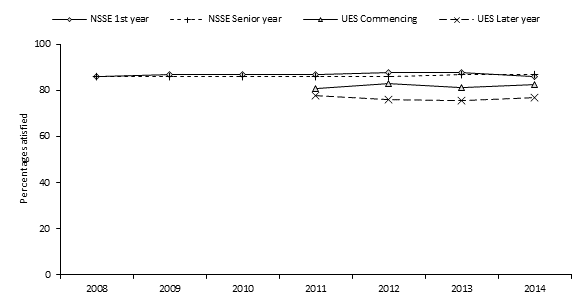 NSSE 1st year NSSE Senior year UES Commencing UES Later year
100
80
60
40
20
0
Percentages satisfied
2008 2009 2010 2011 2012 2013 2014